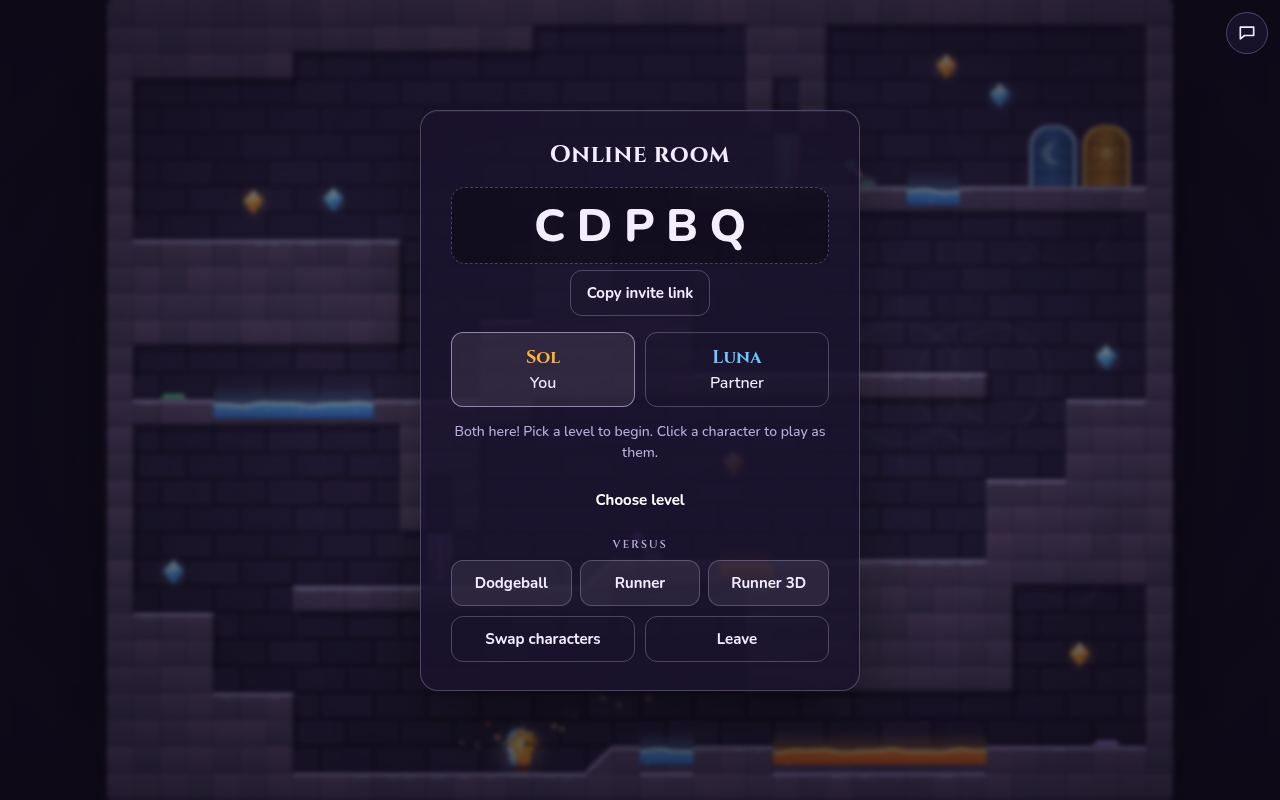 Online room
CDPBQ
Copy invite link
Sol
You
Luna
Partner
Both here! Pick a level to begin. Click a character to play as
them.
Choose level
VERSUS
Dodgeball
Runner
Runner 3D
Swap characters
Leave